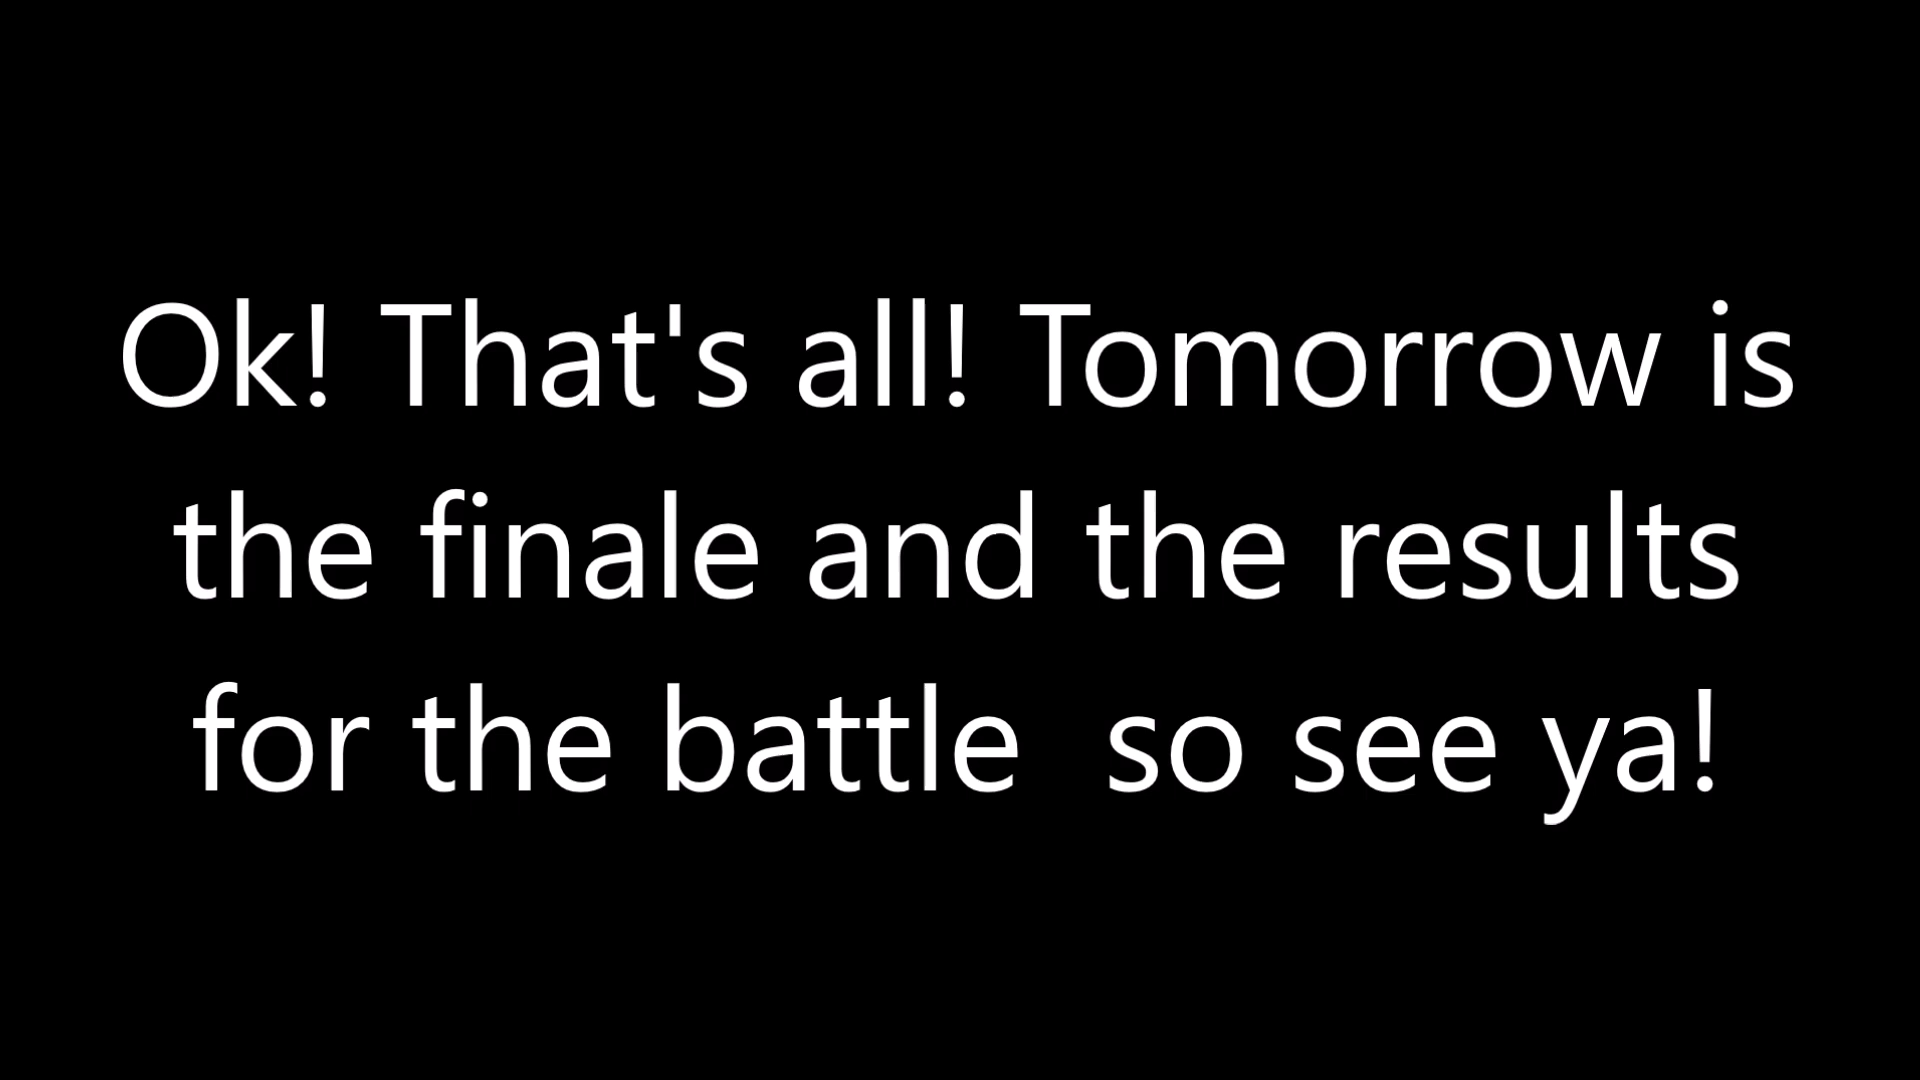 Ok! That's all! Tomorrow is
the finale and the results
for the battle  so see ya!